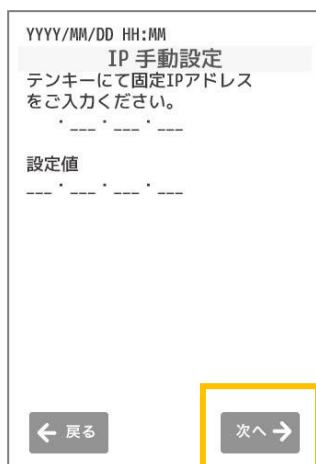 YYYY/MM/DD HH:MM
IP 手動設定
テンキーにて固定IPアドレス
をご入力ください。
.___.___.___
設定値
___.___.___.___
← 戻る
次へ →